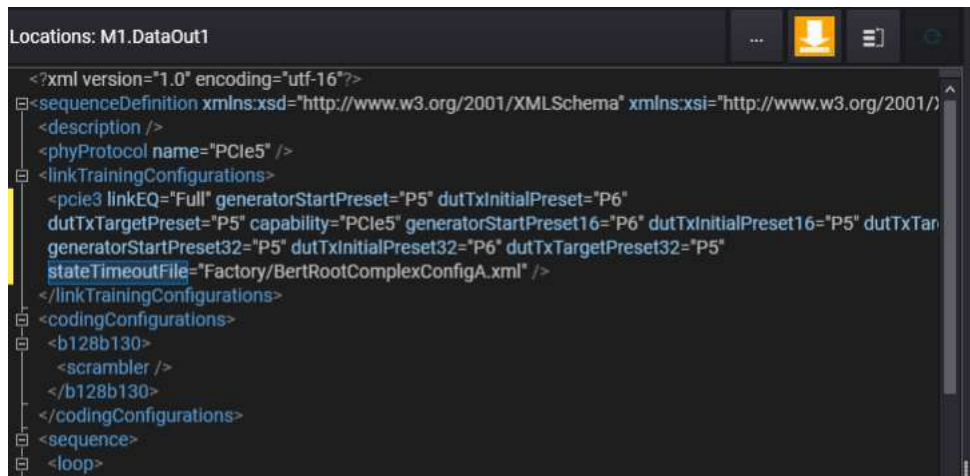 Locations: M1.DataOut1 ...
<?xml version="1.0" encoding="utf-16"?>
<sequenceDefinition xmlns:xsd="http://www.w3.org/2001/XMLSchema" xmlns:xsi="http://www.w3.org/2001/
<description />
<phyProtocol name="PCIe5" />
<linkTrainingConfigurations>
<pcie3 linkEQ="Full" generatorStartPreset="P5" dutTxInitialPreset="P6"
dutTxTargetPreset="P5" capability="PCIe5" generatorStartPreset16="P6" dutTxInitialPreset16="P5" dutTxTar
generatorStartPreset32="P5" dutTxInitialPreset32="P6" dutTxTargetPreset32="P5"
stateTimeoutFile="Factory/BertRootComplexConfigA.xml" />
</linkTrainingConfigurations>
<codingConfigurations>
<b128b130>
<scrambler />
</b128b130>
</codingConfigurations>
<sequence>
<loop>